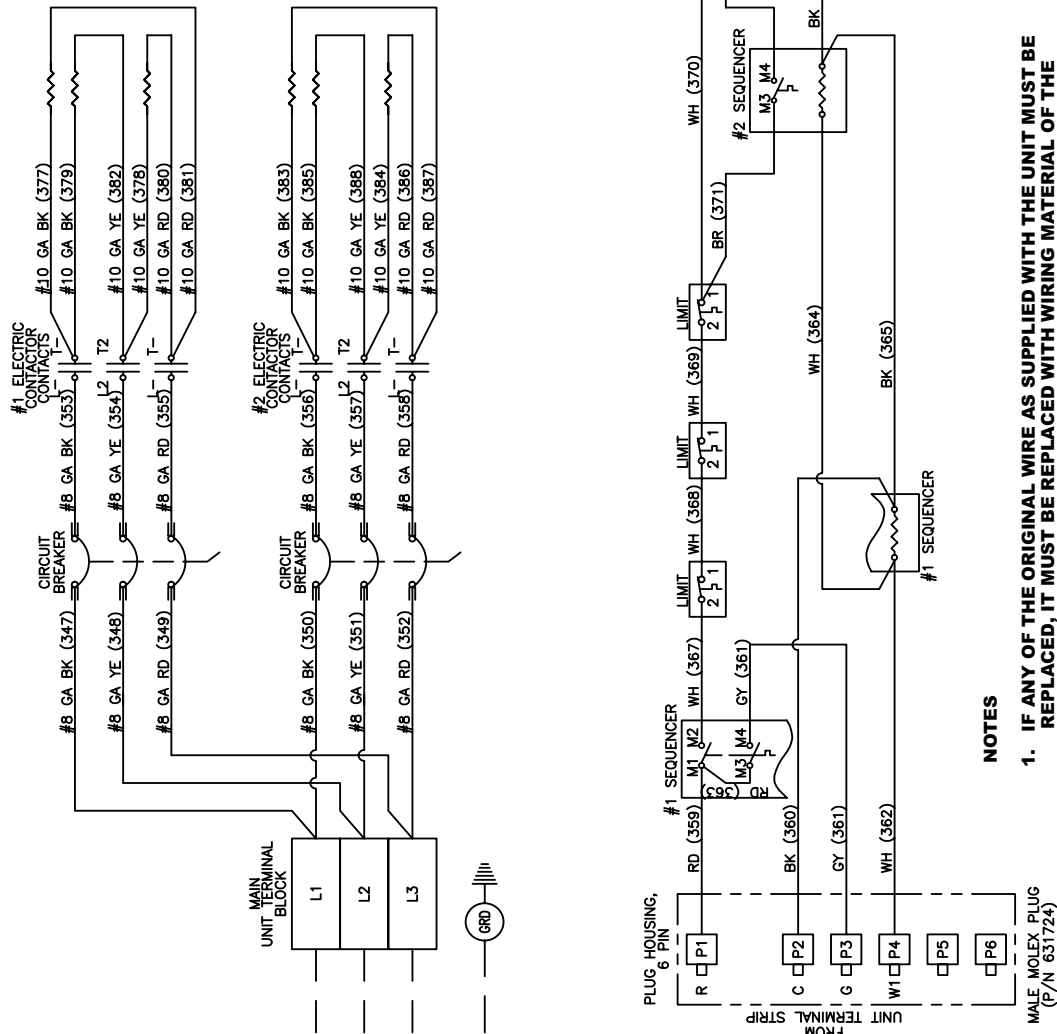 #10 GA BK (377)
#10 GA BK (379)
#10 GA YE (382)
#10 GA YE (378)
#10 GA RD (380)
#10 GA RD (381)
#1 ELECTRIC
CONTACTOR
CONTACTS
L- T-
L2 T2
L- T-
#8 GA BK (353)
#8 GA YE (354)
#8 GA RD (355)
CIRCUIT
BREAKER
#8 GA BK (347)
#8 GA YE (348)
#8 GA RD (349)
#10 GA BK (383)
#10 GA BK (385)
#10 GA YE (388)
#10 GA YE (384)
#10 GA RD (386)
#10 GA RD (387)
#2 ELECTRIC
CONTACTOR
CONTACTS
L- T-
L2 T2
L- T-
#8 GA BK (356)
#8 GA YE (357)
#8 GA RD (358)
CIRCUIT
BREAKER
#8 GA BK (350)
#8 GA YE (351)
#8 GA RD (352)
MAIN
UNIT TERMINAL
BLOCK
L1
L2
L3
GRD
WH (370)
#2 SEQUENCER
M3 M4
BK
BR (371)
LIMIT
2 1
WH (369)
LIMIT
2 1
WH (368)
LIMIT
2 1
WH (367)
WH (364)
BK (365)
#1 SEQUENCER
GY (361)
#1 SEQUENCER
M1 M2
M3 M4
RD (363)
RD (359)
BK (360)
GY (361)
WH (362)
PLUG HOUSING,
6 PIN
R P1
C P2
G P3
W1 P4
P5
P6
FROM
UNIT TERMINAL STRIP
MALE MOLEX PLUG
(P/N 631724)
NOTES
1. IF ANY OF THE ORIGINAL WIRE AS SUPPLIED WITH THE UNIT MUST BE
REPLACED, IT MUST BE REPLACED WITH WIRING MATERIAL OF THE